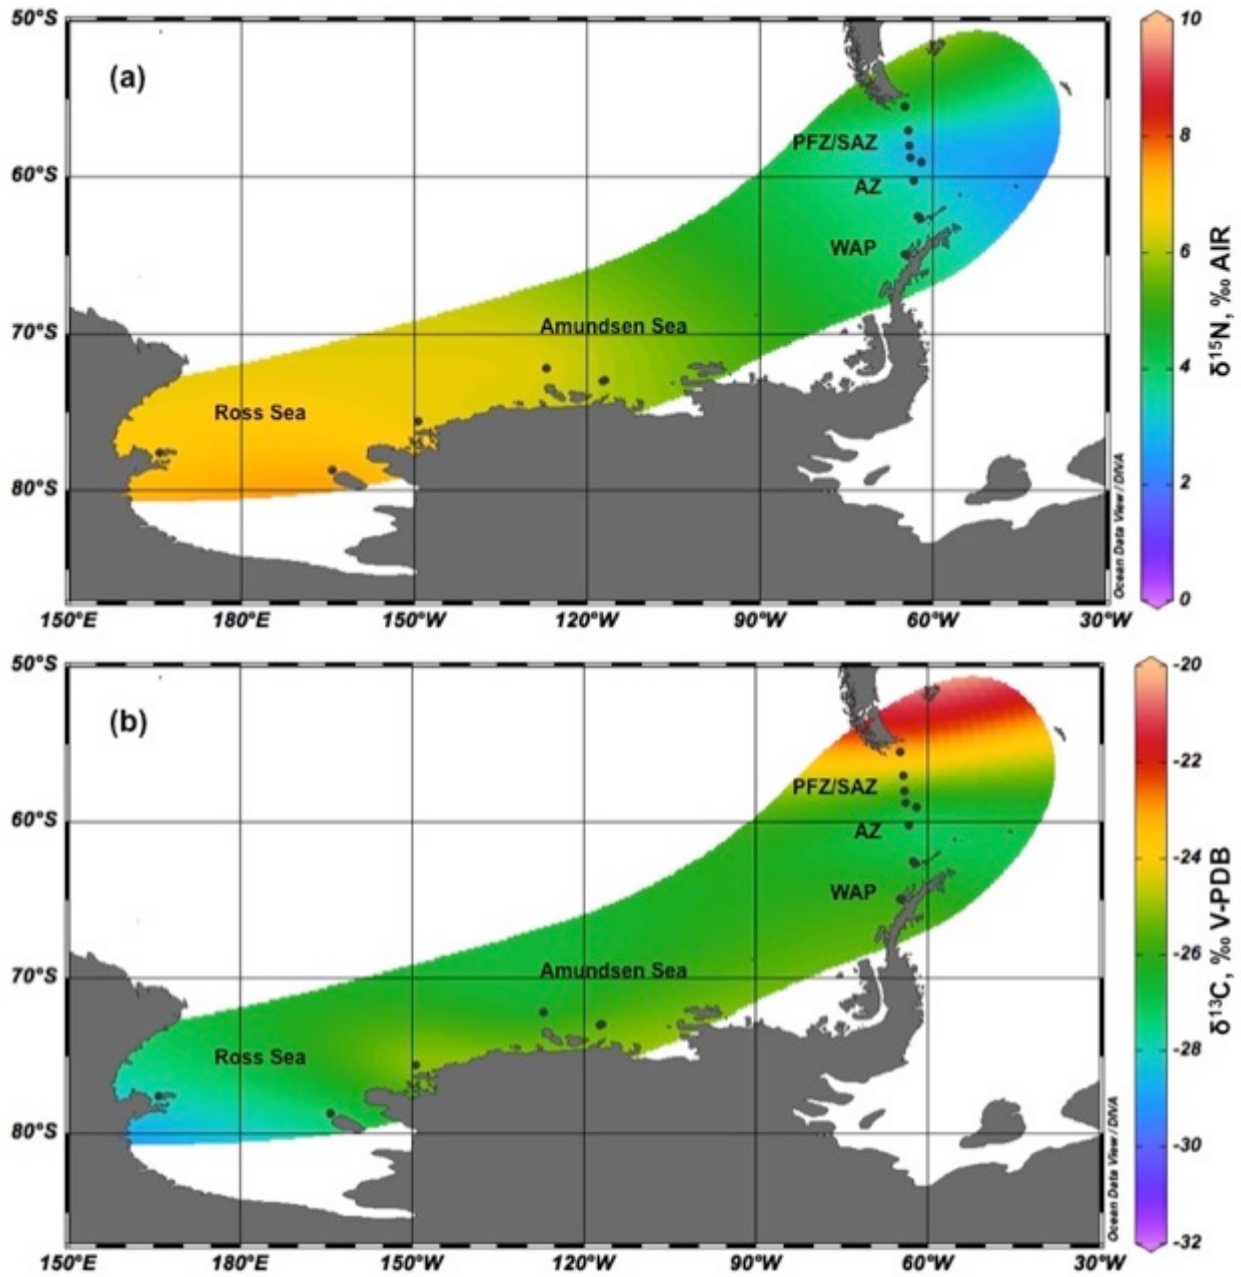 50°S
(a)
PFZ/SAZ
60°S
AZ
WAP
70°S
Amundsen Sea
Ross Sea
80°S
150°E
180°E
150°W
120°W
90°W
60°W
30°W
Ocean Data View / DIVA
10
8
6
4
2
0
δ¹⁵N, ‰ AIR
50°S
(b)
PFZ/SAZ
60°S
AZ
WAP
70°S
Amundsen Sea
Ross Sea
80°S
150°E
180°E
150°W
120°W
90°W
60°W
30°W
Ocean Data View / DIVA
-20
-22
-24
-26
-28
-30
-32
δ¹³C, ‰ V-PDB